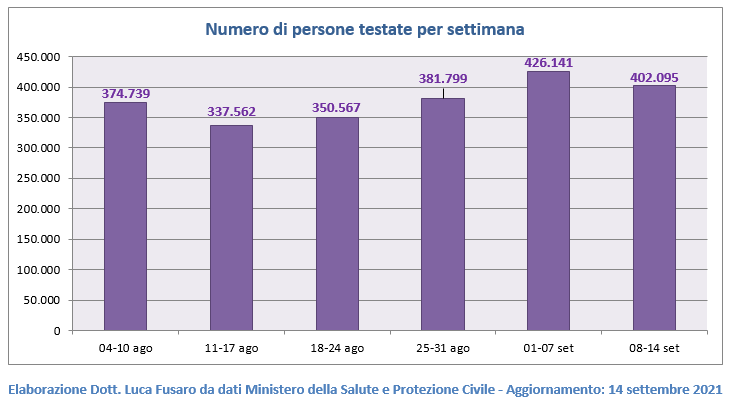 Numero di persone testate per settimana
450.000
400.000
350.000
300.000
250.000
200.000
150.000
100.000
50.000
0
374.739
337.562
350.567
381.799
426.141
402.095
04-10 ago
11-17 ago
18-24 ago
25-31 ago
01-07 set
08-14 set
Elaborazione Dott. Luca Fusaro da dati Ministero della Salute e Protezione Civile - Aggiornamento: 14 settembre 2021